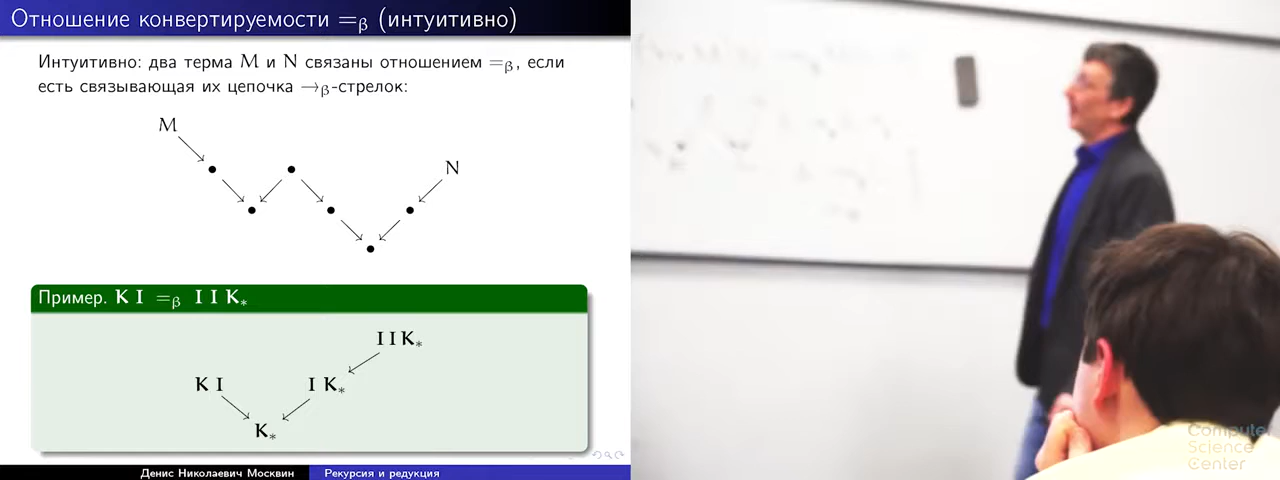 Отношение конвертируемости =β (интуитивно)
Интуитивно: два терма M и N связаны отношением =β, если
есть связывающая их цепочка →β-стрелок:
M
N
Пример. K I =β I I K*
I I K*
K I
I K*
K*
Денис Николаевич Москвин
Рекурсия и редукция
Computer
Science
Center